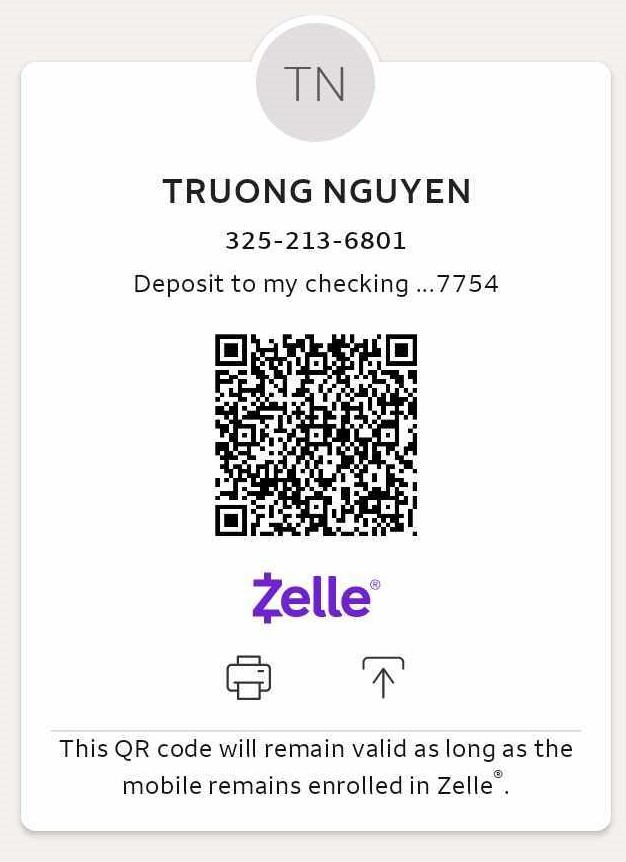 TN
TRUONG NGUYEN
325-213-6801
Deposit to my checking ...7754
Zelle®
This QR code will remain valid as long as the
mobile remains enrolled in Zelle®.